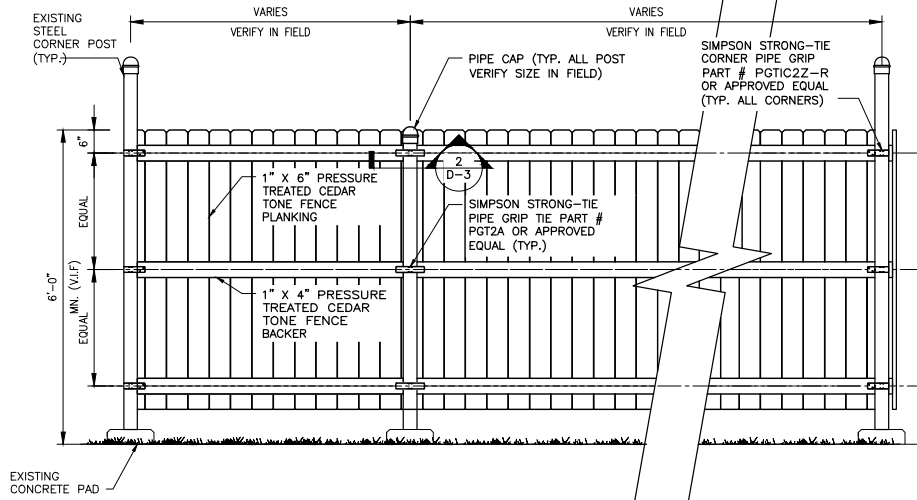 EXISTING
STEEL
CORNER POST
(TYP.)
VARIES
VERIFY IN FIELD
VARIES
VERIFY IN FIELD
PIPE CAP (TYP. ALL POST
VERIFY SIZE IN FIELD)
SIMPSON STRONG-TIE
CORNER PIPE GRIP
PART # PGTIC2Z-R
OR APPROVED EQUAL
(TYP. ALL CORNERS)
6"
2
D-3
1" X 6" PRESSURE
TREATED CEDAR
TONE FENCE
PLANKING
SIMPSON STRONG-TIE
PIPE GRIP TIE PART #
PGT2A OR APPROVED
EQUAL (TYP.)
EQUAL
6'-0"
MN. (V.I.F)
EQUAL
1" X 4" PRESSURE
TREATED CEDAR
TONE FENCE
BACKER
EXISTING
CONCRETE PAD